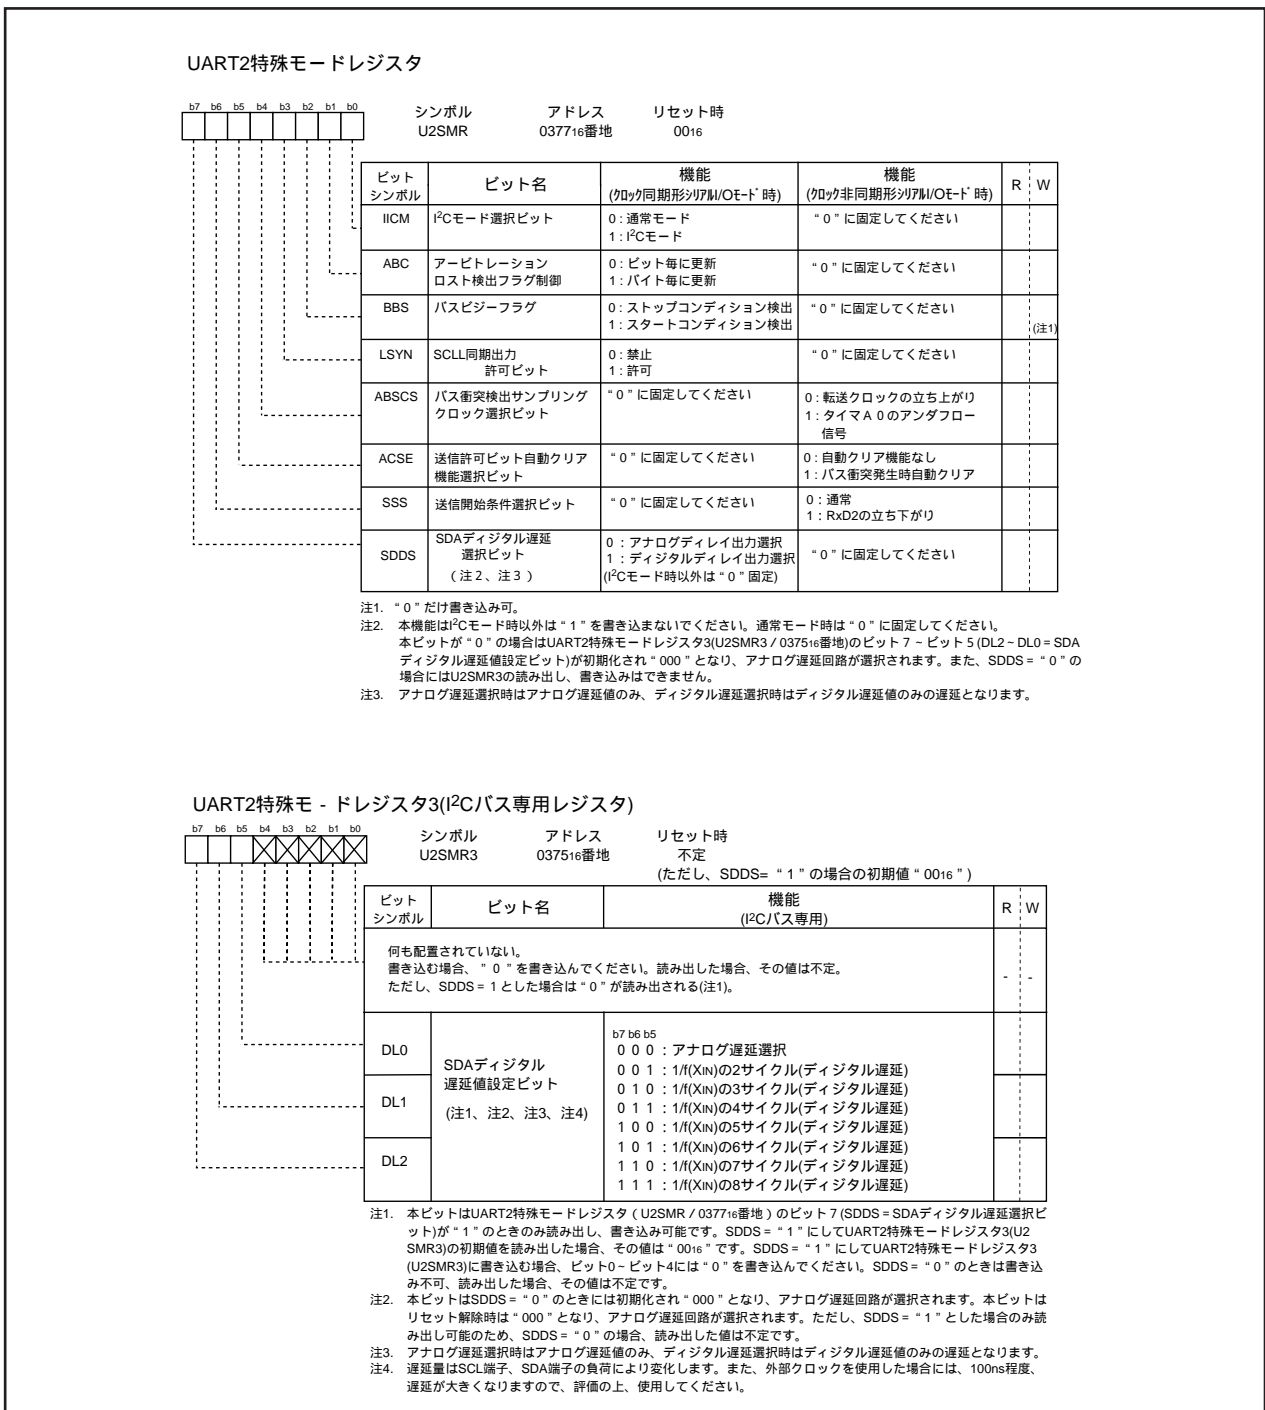 UART2特殊モードレジスタ
b7 b6 b5 b4 b3 b2 b1 b0
シンボル アドレス リセット時
U2SMR 037716番地 0016
ビット シンボル ビット名 機能 (クロック同期形シリアルI/Oモード時) 機能 (クロック非同期形シリアルI/Oモード時) R W
IICM I2Cモード選択ビット 0 : 通常モード “ 0 ” に固定してください
1 : I2Cモード
ABC アービトレーション 0 : ビット毎に更新 “ 0 ” に固定してください
ロスト検出フラグ制御 1 : バイト毎に更新
BBS バスビジーフラグ 0 : ストップコンディション検出 “ 0 ” に固定してください
1 : スタートコンディション検出 (注1)
LSYN SCLL同期出力 0 : 禁止 “ 0 ” に固定してください
許可ビット 1 : 許可
ABSCS バス衝突検出サンプリング “ 0 ” に固定してください 0 : 転送クロックの立ち上がり
クロック選択ビット 1 : タイマA 0 のアンダフロー
信号
ACSE 送信許可ビット自動クリア “ 0 ” に固定してください 0 : 自動クリア機能なし
機能選択ビット 1 : バス衝突発生時自動クリア
SSS 送信開始条件選択ビット “ 0 ” に固定してください 0 : 通常
1 : RxD2の立ち下がり
SDDS SDAディジタル遅延 0 : アナログディレイ出力選択 “ 0 ” に固定してください
選択ビット 1 : ディジタルディレイ出力選択
( 注 2 、注 3 ) (I2Cモード時以外は “ 0 ” 固定)
注1. “ 0 ” だけ書き込み可。
注2. 本機能はI2Cモード時以外は “ 1 ” を書き込まないでください。通常モード時は “ 0 ” に固定してください。
本ビットが “ 0 ” の場合はUART2特殊モードレジスタ3(U2SMR3 / 037516番地)のビット 7 ~ ビット 5 (DL2 ~ DL0 = SDA
ディジタル遅延値設定ビット)が初期化され “ 000 ” となり、アナログ遅延回路が選択されます。また、SDDS = “ 0 ” の
場合にはU2SMR3の読み出し、書き込みはできません。
注3. アナログ遅延選択時はアナログ遅延値のみ、ディジタル遅延選択時はディジタル遅延値のみの遅延となります。
UART2特殊モ - ドレジスタ3(I2Cバス専用レジスタ)
b7 b6 b5 b4 b3 b2 b1 b0
シンボル アドレス リセット時
U2SMR3 037516番地 不定
(ただし、SDDS= “ 1 ” の場合の初期値 “ 0016 ” )
ビット シンボル ビット名 機能 (I2Cバス専用) R W
何も配置されていない。
書き込む場合、 ” 0 ” を書き込んでください。読み出した場合、その値は不定。
ただし、SDDS = 1 とした場合は “ 0 ” が読み出される(注1)。 - -
b7 b6 b5
DL0 0 0 0 : アナログ遅延選択
SDAディジタル 0 0 1 : 1/f(XIN)の2サイクル(ディジタル遅延)
遅延値設定ビット 0 1 0 : 1/f(XIN)の3サイクル(ディジタル遅延)
DL1 (注1、注2、注3、注4) 0 1 1 : 1/f(XIN)の4サイクル(ディジタル遅延)
1 0 0 : 1/f(XIN)の5サイクル(ディジタル遅延)
1 0 1 : 1/f(XIN)の6サイクル(ディジタル遅延)
DL2 1 1 0 : 1/f(XIN)の7サイクル(ディジタル遅延)
1 1 1 : 1/f(XIN)の8サイクル(ディジタル遅延)
注1. 本ビットはUART2特殊モードレジスタ ( U2SMR / 037716番地 ) のビット 7 (SDDS = SDAディジタル遅延選択ビ
ット)が “ 1 ” のときのみ読み出し、書き込み可能です。SDDS = “ 1 ” にしてUART2特殊モードレジスタ3(U2
SMR3)の初期値を読み出した場合、その値は “ 0016 ” です。SDDS = “ 1 ” にしてUART2特殊モードレジスタ3
(U2SMR3)に書き込む場合、ビット0 ~ ビット4には “ 0 ” を書き込んでください。SDDS = “ 0 ” のときは書き込
み不可、読み出した場合、その値は不定です。
注2. 本ビットはSDDS = “ 0 ” のときには初期化され “ 000 ” となり、アナログ遅延回路が選択されます。本ビットは
リセット解除時は “ 000 ” となり、アナログ遅延回路が選択されます。ただし、SDDS = “ 1 ” とした場合のみ読
み出し可能のため、SDDS = “ 0 ” の場合、読み出した値は不定です。
注3. アナログ遅延選択時はアナログ遅延値のみ、ディジタル遅延選択時はディジタル遅延値のみの遅延となります。
注4. 遅延量はSCL端子、SDA端子の負荷により変化します。また、外部クロックを使用した場合には、100ns程度、
遅延が大きくなりますので、評価の上、使用してください。